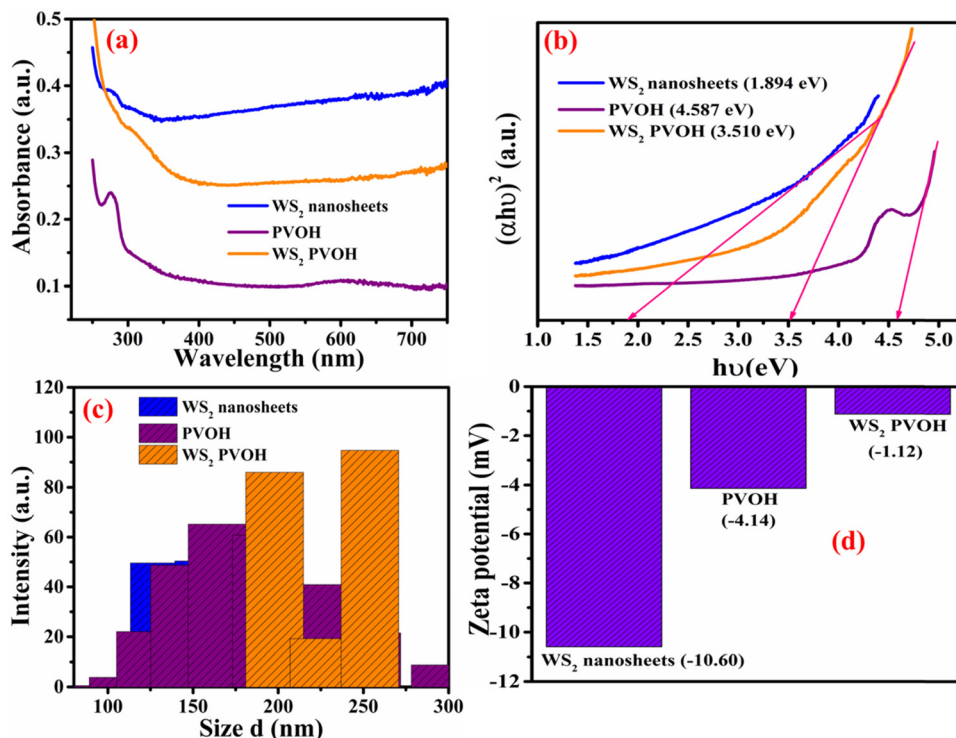 (a)
Absorbance (a.u.)
0.5
0.4
0.3
0.2
0.1
WS₂ nanosheets
PVOH
WS₂ PVOH
300 400 500 600 700
Wavelength (nm)
(b)
(αhυ)² (a.u.)
WS₂ nanosheets (1.894 eV)
PVOH (4.587 eV)
WS₂ PVOH (3.510 eV)
1.0 1.5 2.0 2.5 3.0 3.5 4.0 4.5 5.0
hυ(eV)
(c)
Intensity (a.u.)
120
100
80
60
40
20
0
WS₂ nanosheets
PVOH
WS₂ PVOH
100 150 200 250 300
Size d (nm)
Zeta potential (mV)
0
-2
-4
-6
-8
-10
-12
WS₂ PVOH
(-1.12)
PVOH
(-4.14)
(d)
WS₂ nanosheets (-10.60)